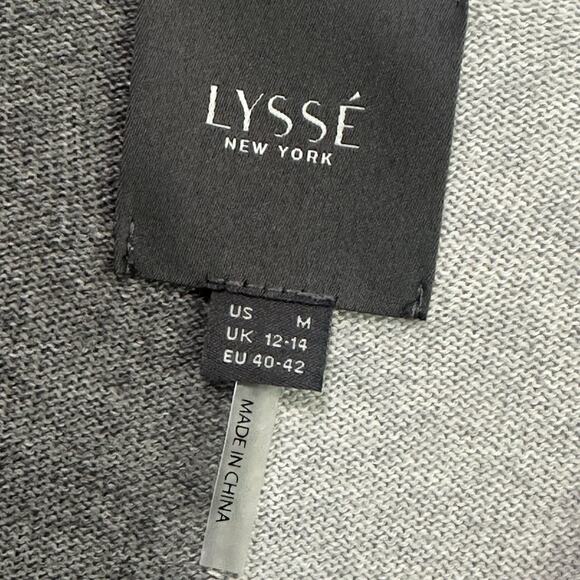 LYSSÉ
NEW YORK
US M
UK 12-14
EU 40-42
MADE IN CHINA